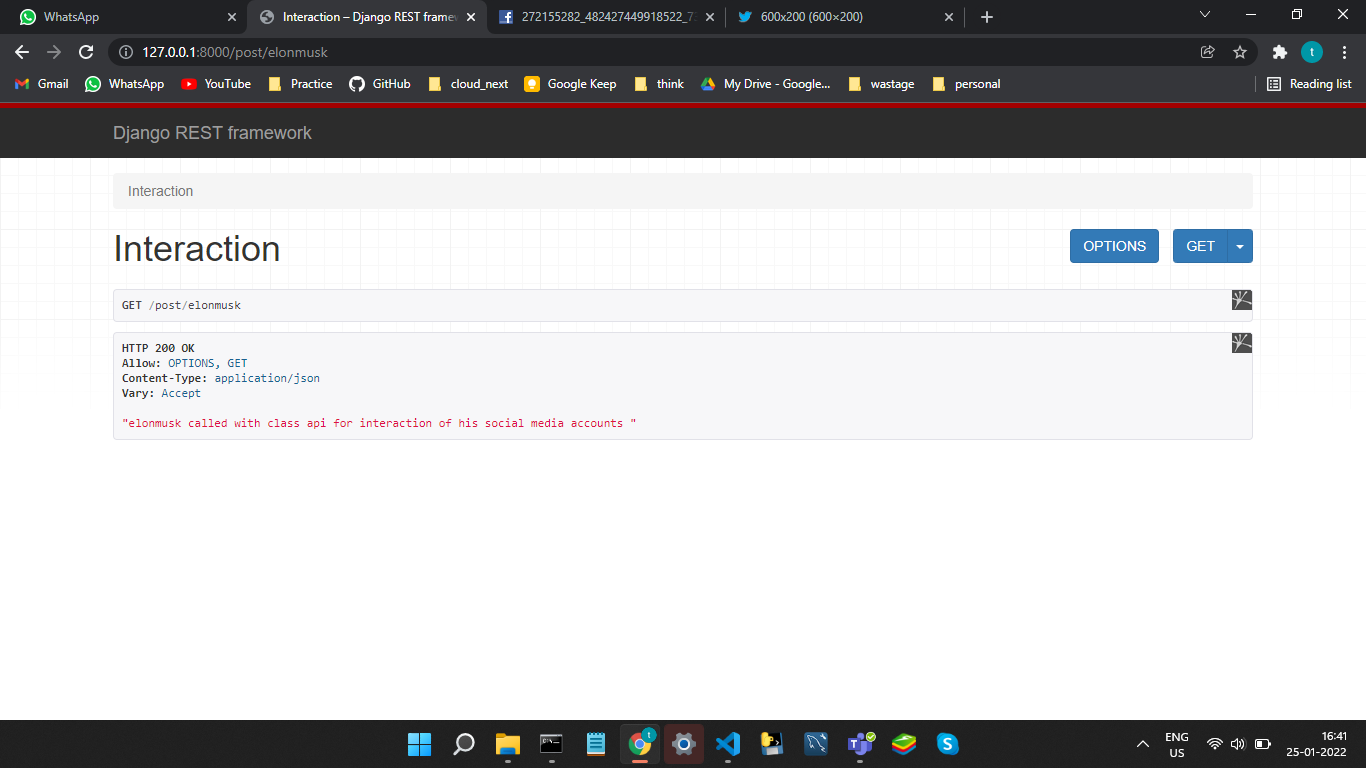 WhatsApp
Interaction – Django REST framew
272155282_482427449918522_7
600x200 (600×200)
127.0.0.1:8000/post/elonmusk
t
Gmail
WhatsApp
YouTube
Practice
GitHub
cloud_next
Google Keep
think
My Drive - Google...
wastage
personal
Reading list
Django REST framework
Interaction
Interaction
OPTIONS
GET
GET /post/elonmusk
HTTP 200 OK
Allow: OPTIONS, GET
Content-Type: application/json
Vary: Accept
"elonmusk called with class api for interaction of his social media accounts "
t
ENG
US
16:41
25-01-2022